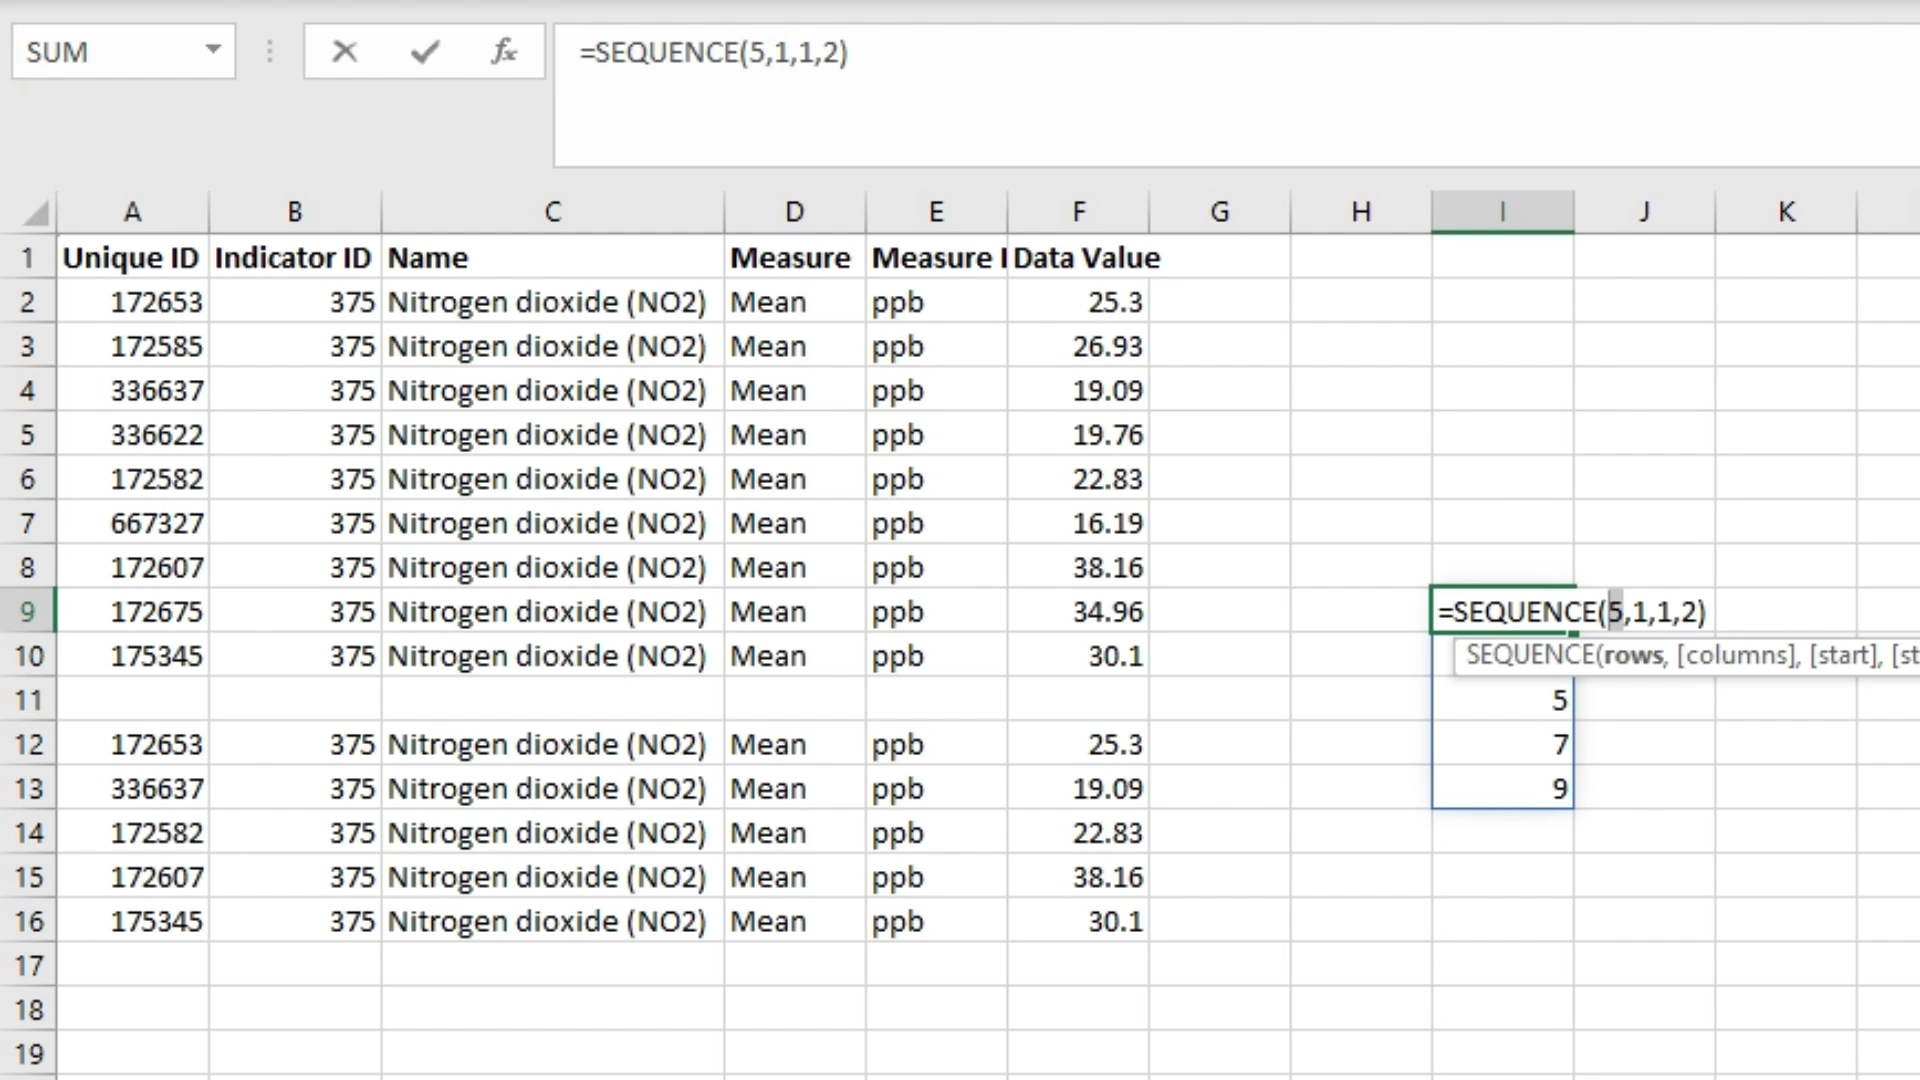 SUM
fx
=SEQUENCE(5,1,1,2)
A B C D E F G H I J K
1 Unique ID Indicator ID Name Measure Measure I Data Value
2 172653 375 Nitrogen dioxide (NO2) Mean ppb 25.3
3 172585 375 Nitrogen dioxide (NO2) Mean ppb 26.93
4 336637 375 Nitrogen dioxide (NO2) Mean ppb 19.09
5 336622 375 Nitrogen dioxide (NO2) Mean ppb 19.76
6 172582 375 Nitrogen dioxide (NO2) Mean ppb 22.83
7 667327 375 Nitrogen dioxide (NO2) Mean ppb 16.19
8 172607 375 Nitrogen dioxide (NO2) Mean ppb 38.16
9 172675 375 Nitrogen dioxide (NO2) Mean ppb 34.96 =SEQUENCE(5,1,1,2)
10 175345 375 Nitrogen dioxide (NO2) Mean ppb 30.1 SEQUENCE(rows, [columns], [start], [st
11 5
12 172653 375 Nitrogen dioxide (NO2) Mean ppb 25.3 7
13 336637 375 Nitrogen dioxide (NO2) Mean ppb 19.09 9
14 172582 375 Nitrogen dioxide (NO2) Mean ppb 22.83
15 172607 375 Nitrogen dioxide (NO2) Mean ppb 38.16
16 175345 375 Nitrogen dioxide (NO2) Mean ppb 30.1
17
18
19